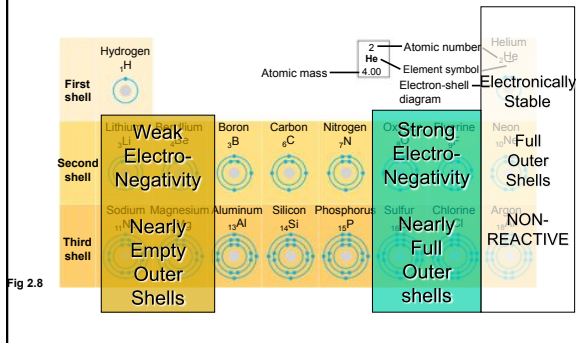 Hydrogen
₁H
First
shell
2
He
4.00
Atomic number
Element symbol
Atomic mass
Electron-shell
diagram
Helium
₂He
Electronically
Stable
Full
Outer
Shells
NON-
REACTIVE
Second
shell
Lithium
₃Li
Beryllium
₄Be
Weak
Electro-
Negativity
Boron
₅B
Carbon
₆C
Nitrogen
₇N
Strong
Electro-
Negativity
Neon
₁₀Ne
Third
shell
Sodium
Magnesium
Nearly
Empty
Outer
Shells
Aluminum
₁₃Al
Silicon
₁₄Si
Phosphorus
₁₅P
Sulfur
Chlorine
Nearly
Full
Outer
shells
Argon
Fig 2.8